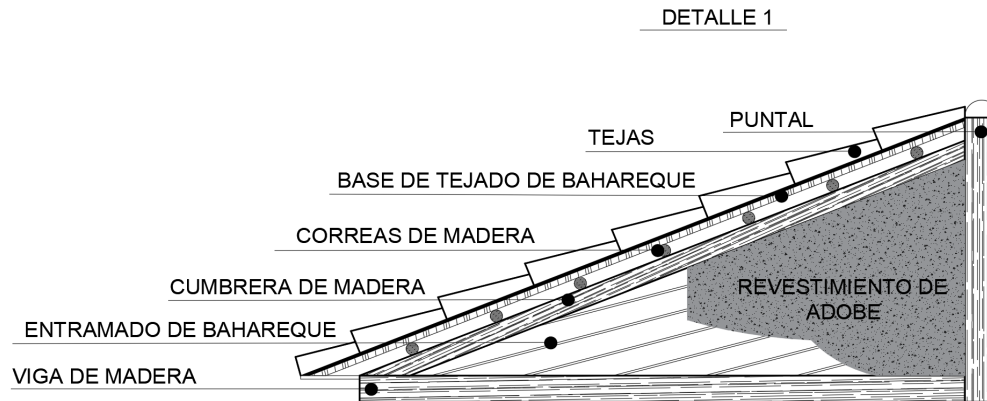 DETALLE 1
PUNTAL
TEJAS
BASE DE TEJADO DE BAHAREQUE
CORREAS DE MADERA
CUMBRERA DE MADERA
REVESTIMIENTO DE
ADOBE
ENTRAMADO DE BAHAREQUE
VIGA DE MADERA